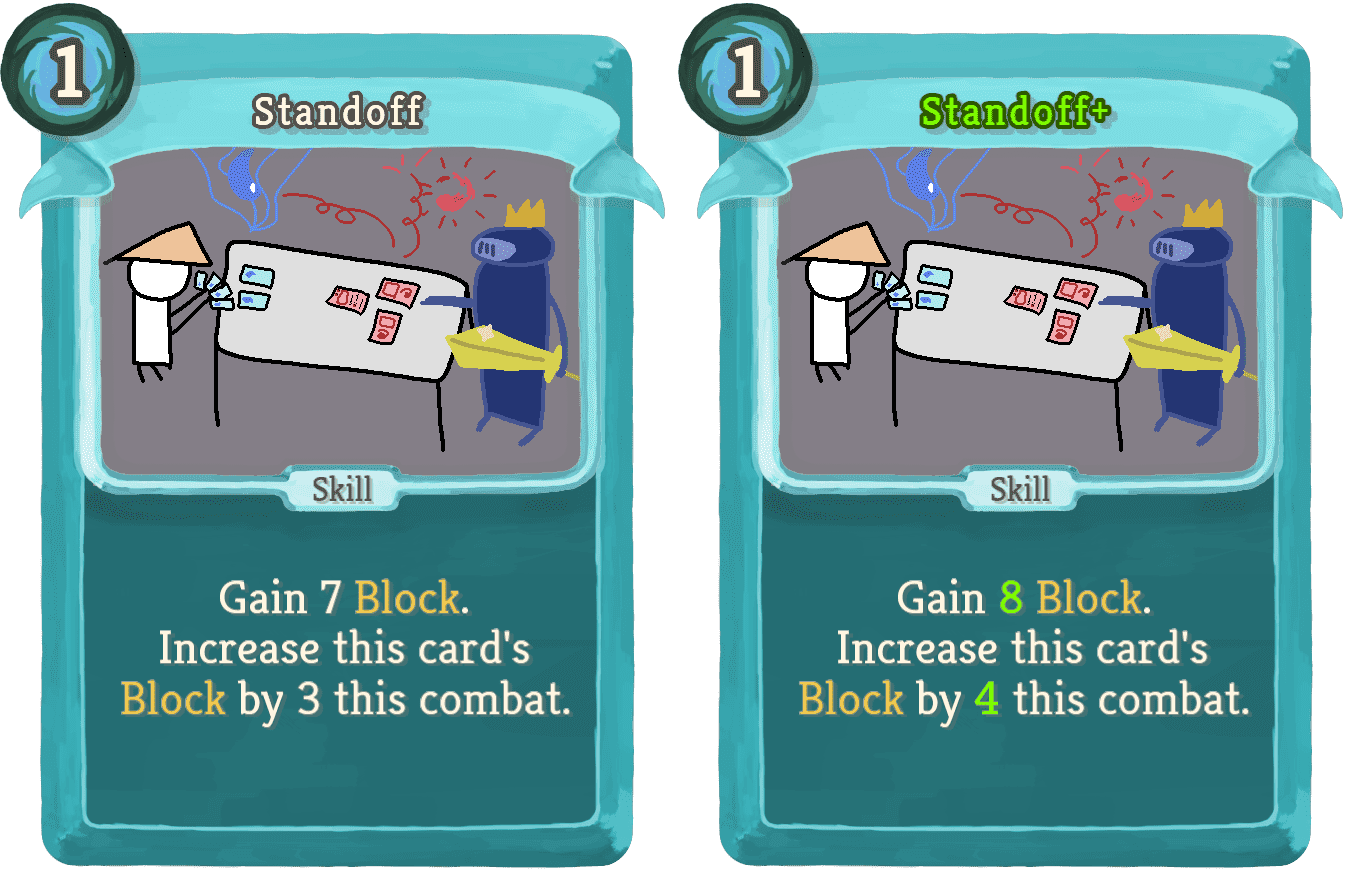 1
Standoff
Skill
Gain 7 Block.
Increase this card's
Block by 3 this combat.
1
Standoff+
Skill
Gain 8 Block.
Increase this card's
Block by 4 this combat.